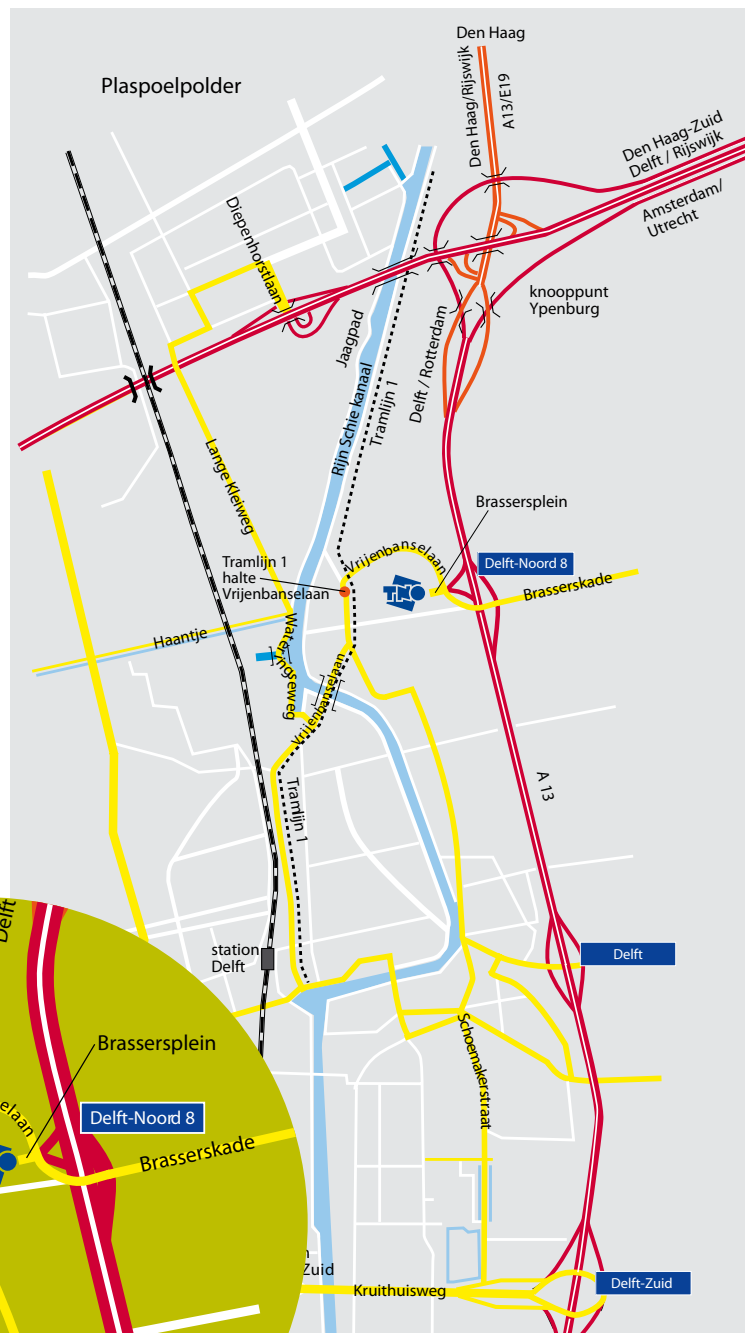 Den Haag
Plaspoelpolder
Den Haag/Rijswijk
A13/E19
Den Haag-Zuid
Delft / Rijswijk
Amsterdam/
Utrecht
Diepenhorstlaan
knooppunt
Ypenburg
Jaagpad
Delft / Rotterdam
Rijn Schie kanaal
Tramlijn 1
Lange Kleiweg
Brassersplein
Vrijenbanselaan
Tramlijn 1
halte
Vrijenbanselaan
TNO
Delft-Noord 8
Brasserskade
Haantje
Wateringseweg
Vrijenbanselaan
A 13
Tramlijn 1
station
Delft
Delft
Delft
Schoemakerstraat
Brassersplein
elaan
Delft-Noord 8
Brasserskade
Zuid
Kruithuisweg
Delft-Zuid